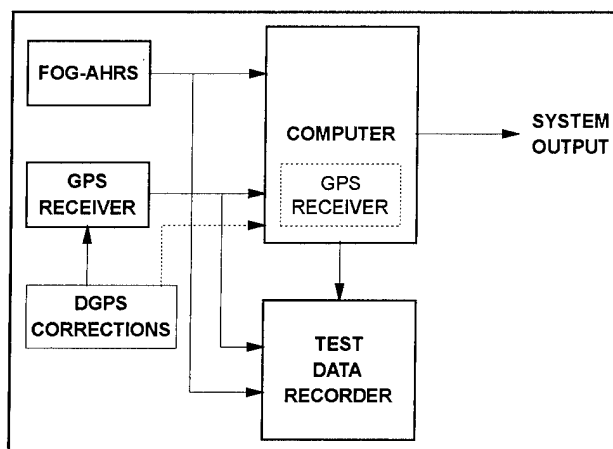 FOG-AHRS
COMPUTER
SYSTEM
OUTPUT
GPS
RECEIVER
GPS
RECEIVER
DGPS
CORRECTIONS
TEST
DATA
RECORDER